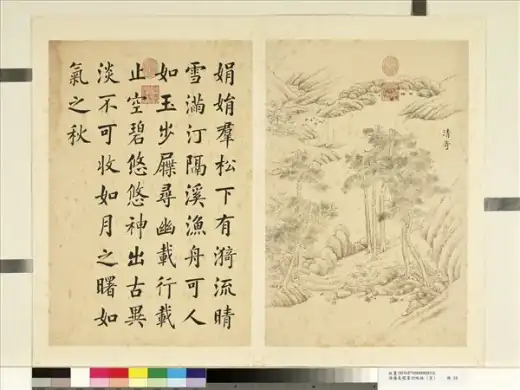 娟娟羣松下有漪流晴
雪滿汀隔溪漁舟可人
如玉步屧尋幽載行載
止空碧悠悠神出古異
淡不可收如月之曙如
氣之秋
清奇